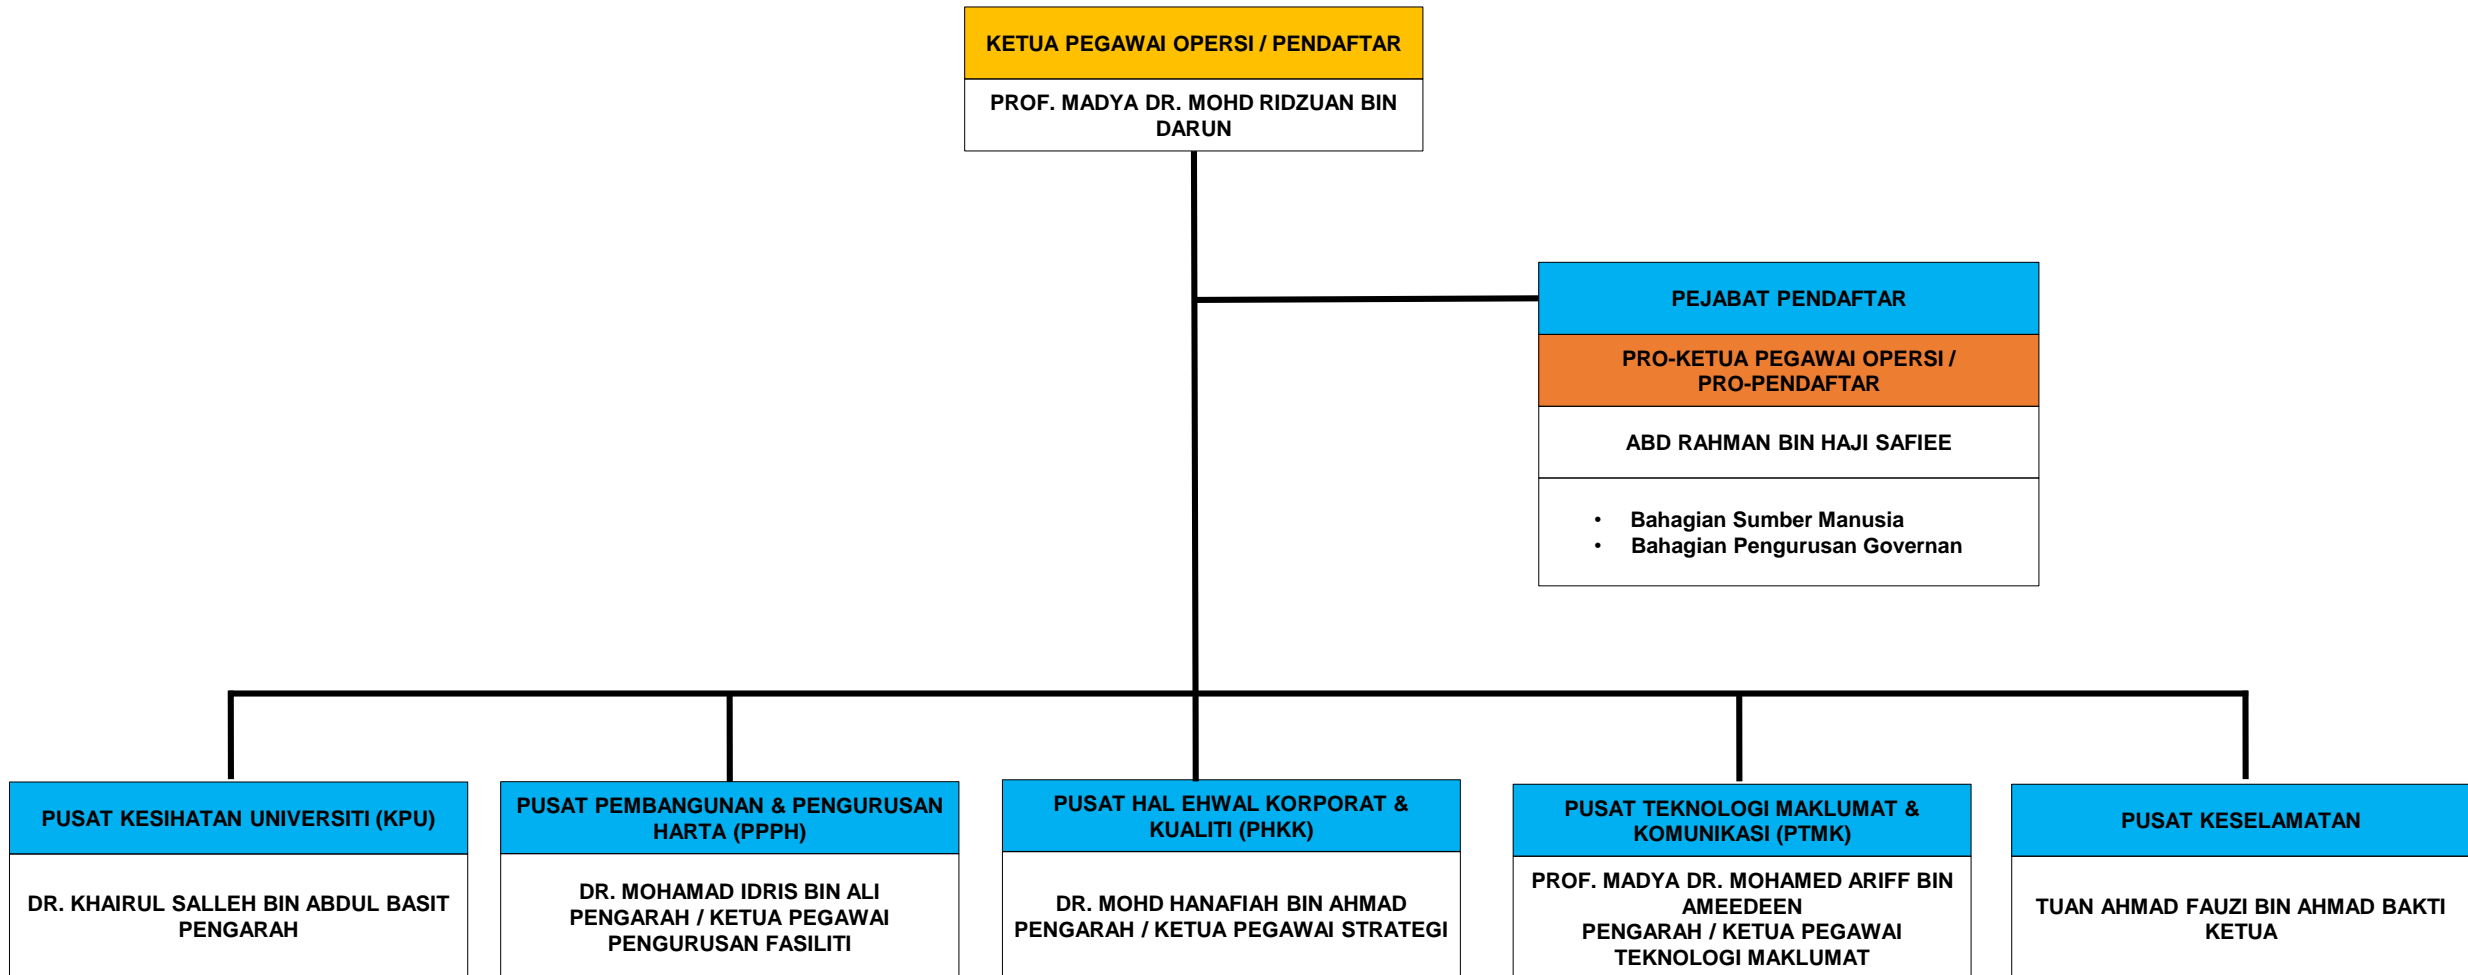 KETUA PEGAWAI OPERSI / PENDAFTAR
PROF. MADYA DR. MOHD RIDZUAN BIN
DARUN
PEJABAT PENDAFTAR
PRO-KETUA PEGAWAI OPERSI /
PRO-PENDAFTAR
ABD RAHMAN BIN HAJI SAFIEE
• Bahagian Sumber Manusia
• Bahagian Pengurusan Governan
PUSAT KESIHATAN UNIVERSITI (KPU)
DR. KHAIRUL SALLEH BIN ABDUL BASIT
PENGARAH
PUSAT PEMBANGUNAN & PENGURUSAN
HARTA (PPPH)
DR. MOHAMAD IDRIS BIN ALI
PENGARAH / KETUA PEGAWAI
PENGURUSAN FASILITI
PUSAT HAL EHWAL KORPORAT &
KUALITI (PHKK)
DR. MOHD HANAFIAH BIN AHMAD
PENGARAH / KETUA PEGAWAI STRATEGI
PUSAT TEKNOLOGI MAKLUMAT &
KOMUNIKASI (PTMK)
PROF. MADYA DR. MOHAMED ARIFF BIN
AMEEDEEN
PENGARAH / KETUA PEGAWAI
TEKNOLOGI MAKLUMAT
PUSAT KESELAMATAN
TUAN AHMAD FAUZI BIN AHMAD BAKTI
KETUA